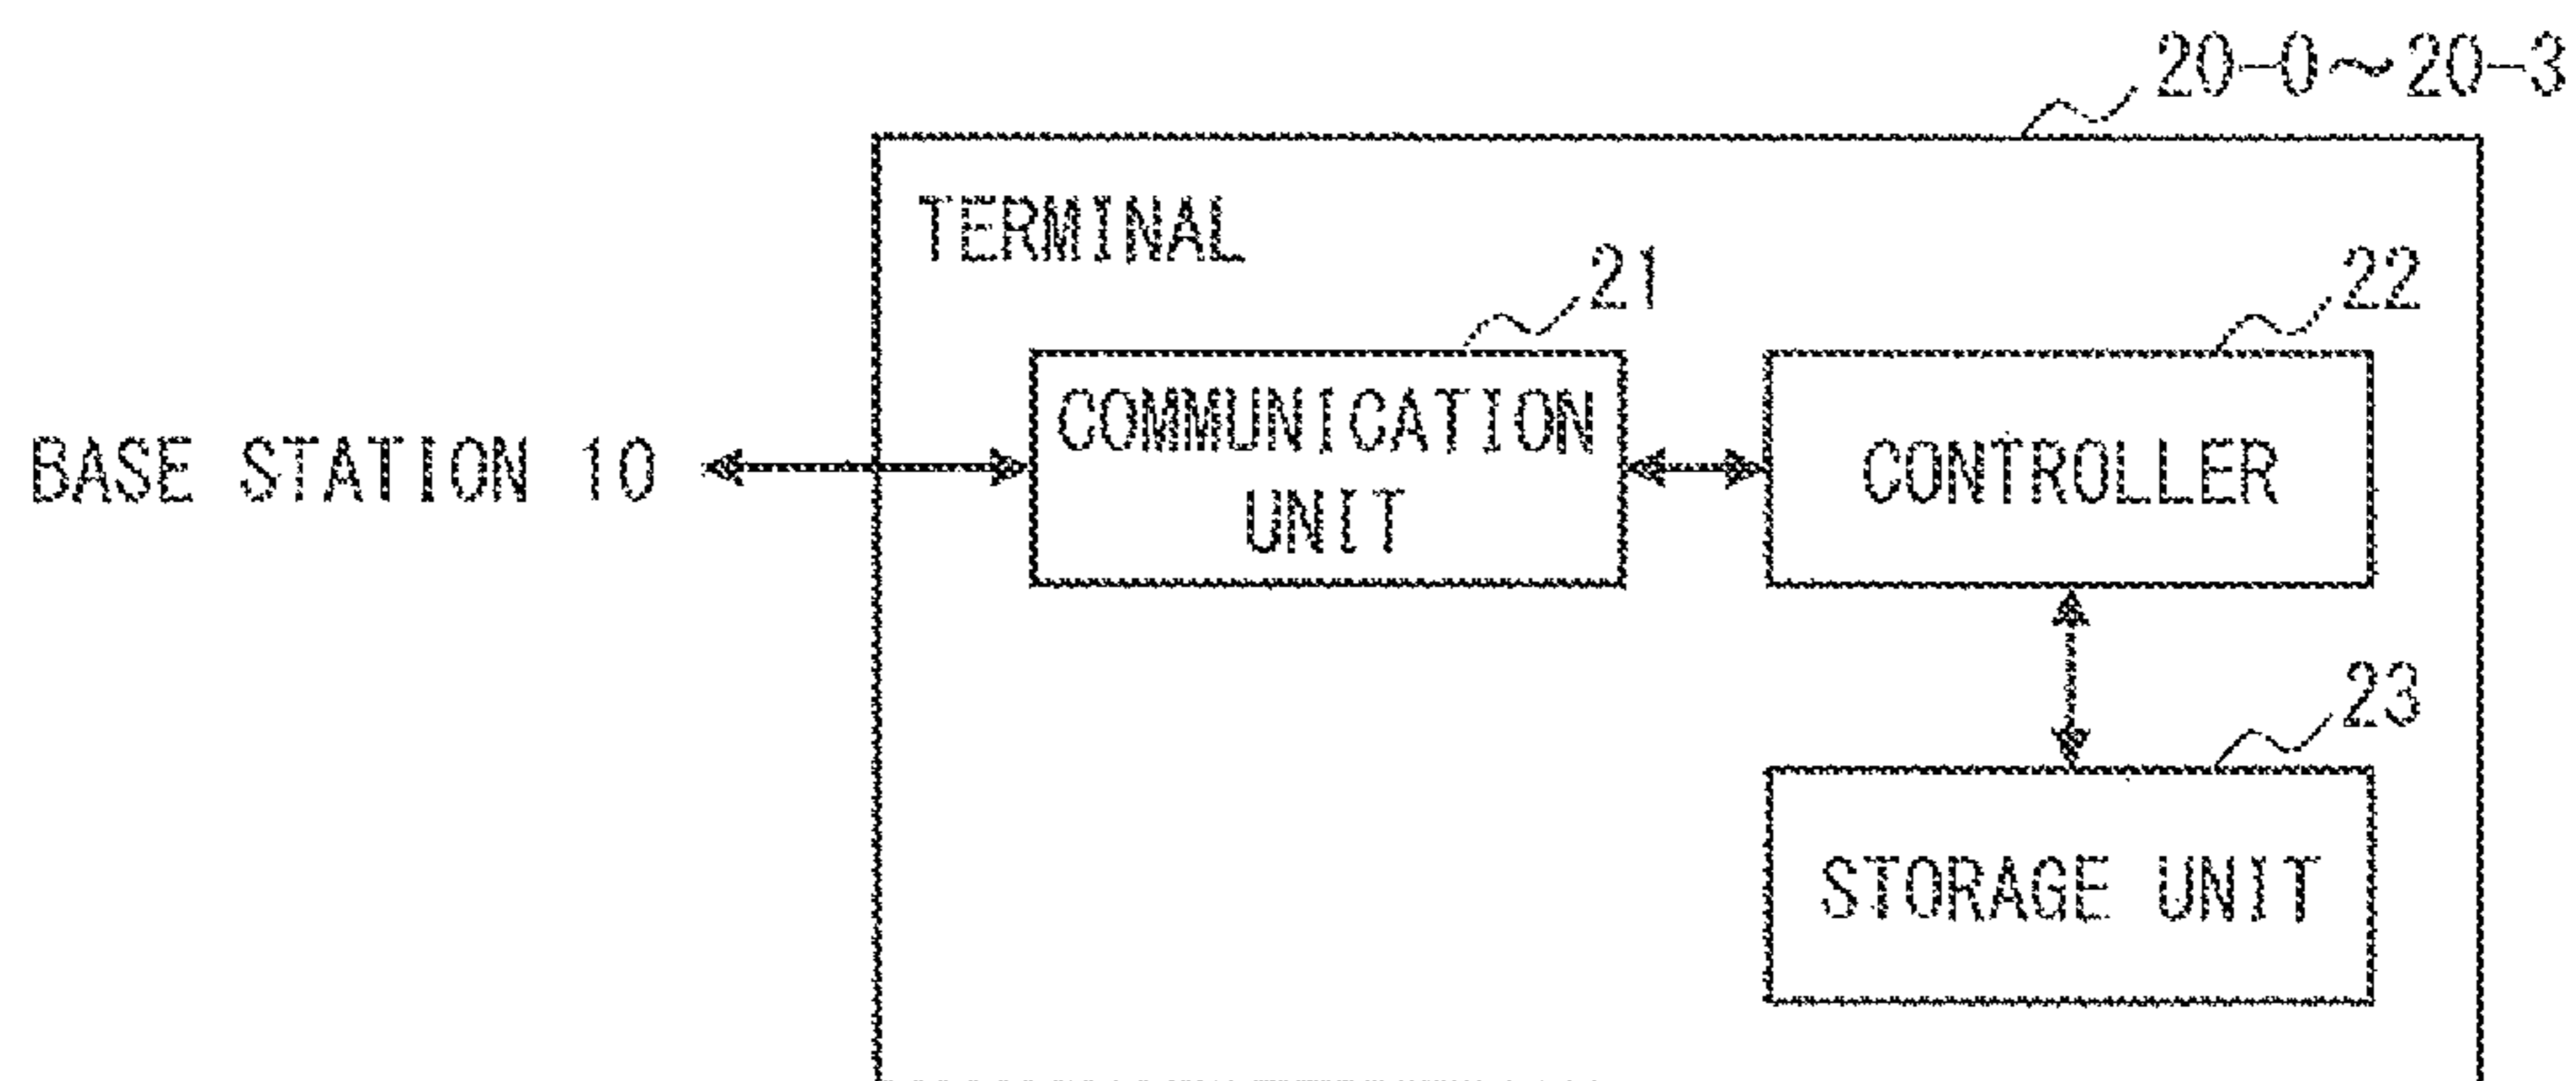 20-0～20-3
TERMINAL
21
22
COMMUNICATION
UNIT
CONTROLLER
BASE STATION 10
23
STORAGE UNIT